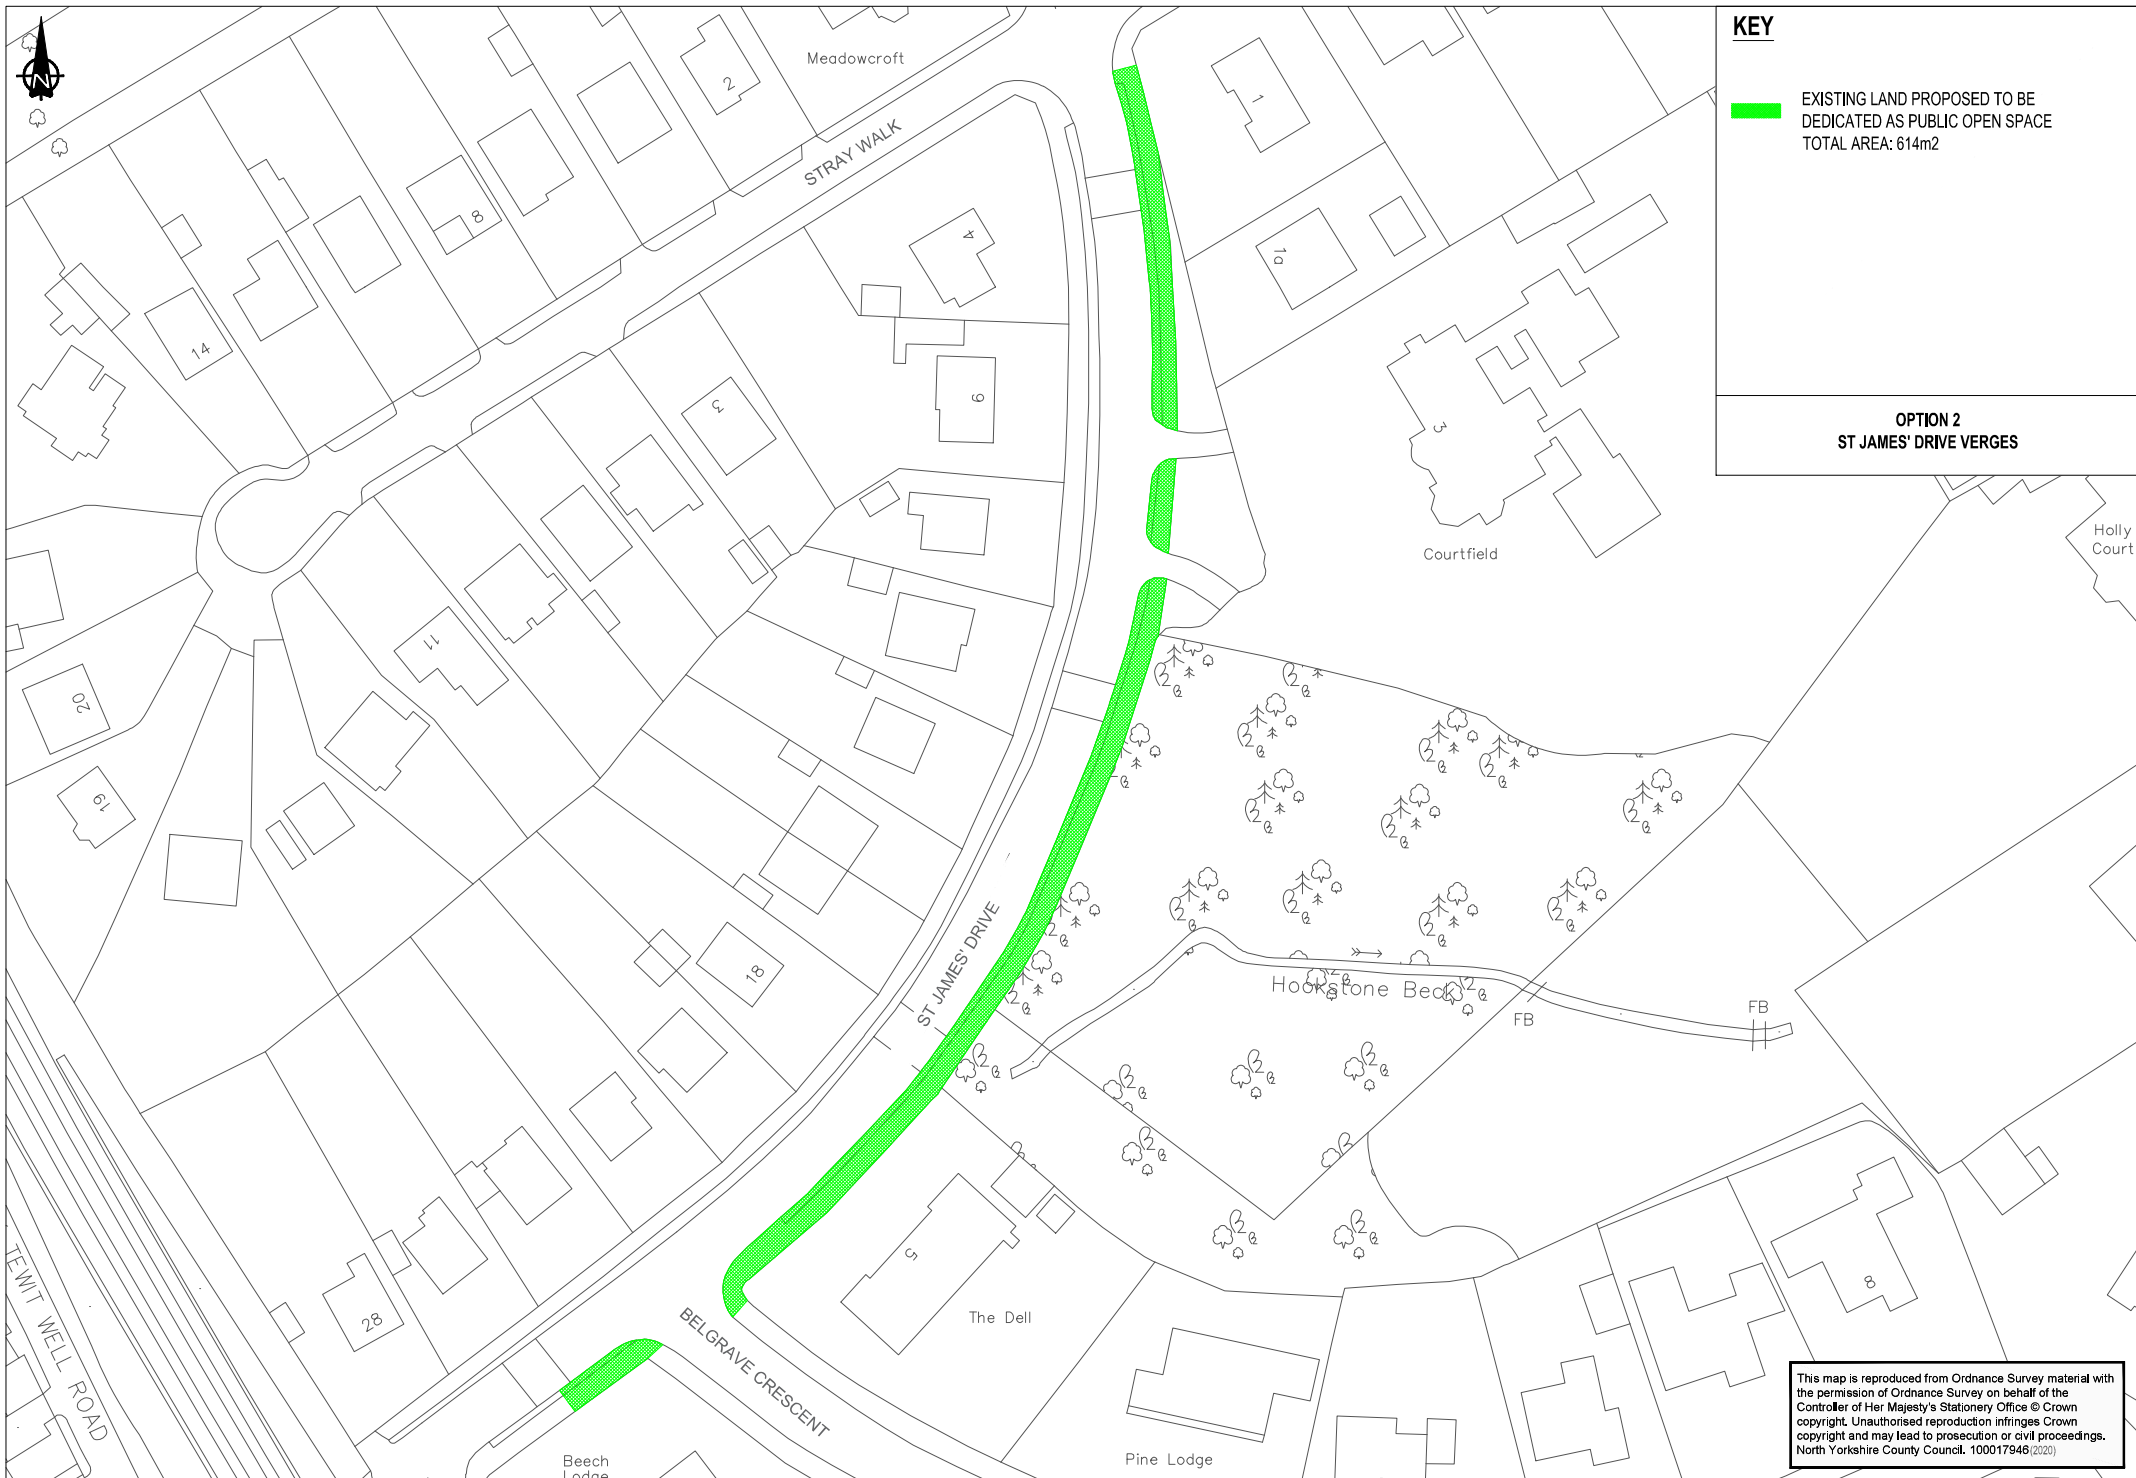 KEY
EXISTING LAND PROPOSED TO BE
DEDICATED AS PUBLIC OPEN SPACE
TOTAL AREA: 614m2
OPTION 2
ST JAMES' DRIVE VERGES
N
Meadowcroft
2
1
STRAY WALK
8
4
1a
14
3
6
3
Courtfield
Holly
Court
11
20
19
ST JAMES' DRIVE
18
Hookstone Beck
FB
FB
5
The Dell
8
28
BELGRAVE CRESCENT
TEWIT WELL ROAD
Beech
Lodge
Pine Lodge
This map is reproduced from Ordnance Survey material with
the permission of Ordnance Survey on behalf of the
Controller of Her Majesty's Stationery Office © Crown
copyright. Unauthorised reproduction infringes Crown
copyright and may lead to prosecution or civil proceedings.
North Yorkshire County Council. 100017946 (2020)